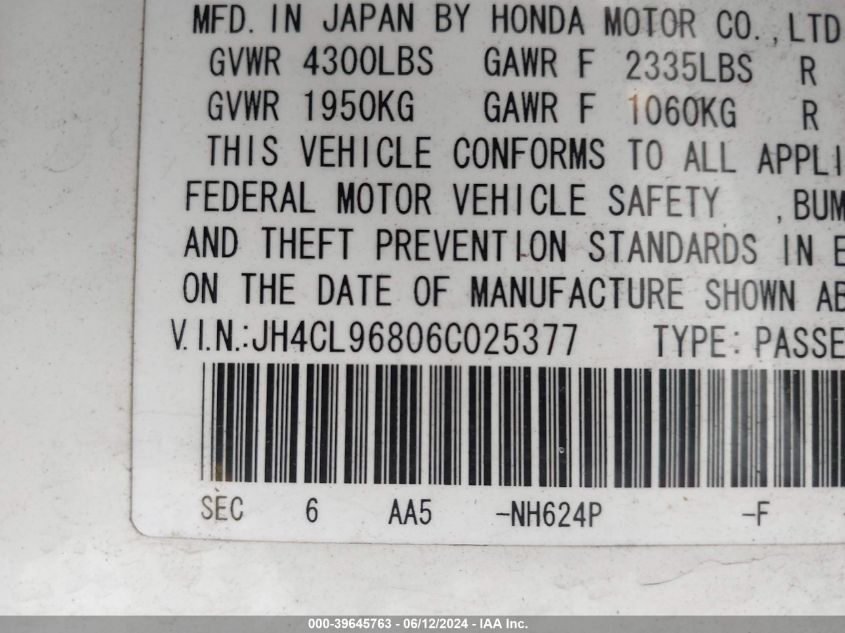 MFD. IN JAPAN BY HONDA MOTOR CO.,LTD
GVWR 4300LBS GAWR F 2335LBS R
GVWR 1950KG GAWR F 1060KG R
THIS VEHICLE CONFORMS TO ALL APPLI
FEDERAL MOTOR VEHICLE SAFETY ,BUM
AND THEFT PREVENTION STANDARDS IN E
ON THE DATE OF MANUFACTURE SHOWN AB
V.I.N.:JH4CL96806C025377 TYPE: PASSE
SEC 6 AA5 -NH624P -F
000-39645763 - 06/12/2024 - IAA Inc.